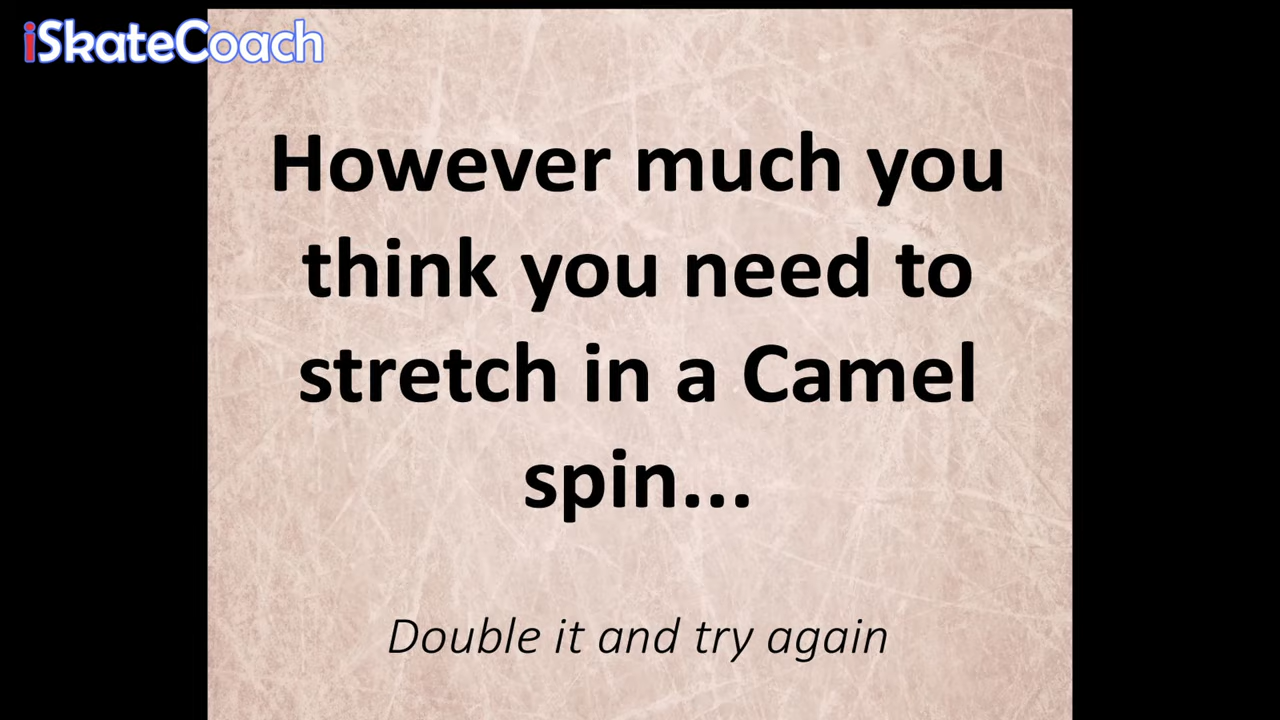 iSkateCoach
However much you
think you need to
stretch in a Camel
spin...
Double it and try again